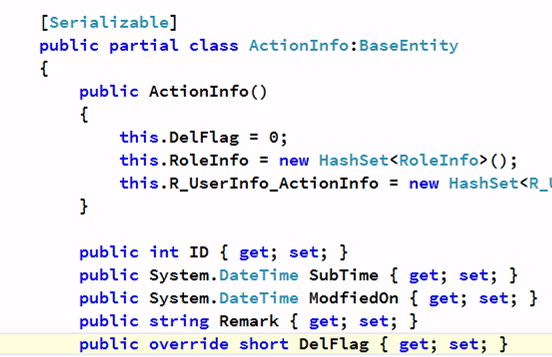 [Serializable]
public partial class ActionInfo:BaseEntity
{
public ActionInfo()
{
this.DelFlag = 0;
this.RoleInfo = new HashSet<RoleInfo>();
this.R_UserInfo_ActionInfo = new HashSet<R_
}
public int ID { get; set; }
public System.DateTime SubTime { get; set; }
public System.DateTime ModfiedOn { get; set; }
public string Remark { get; set; }
public override short DelFlag { get; set; }